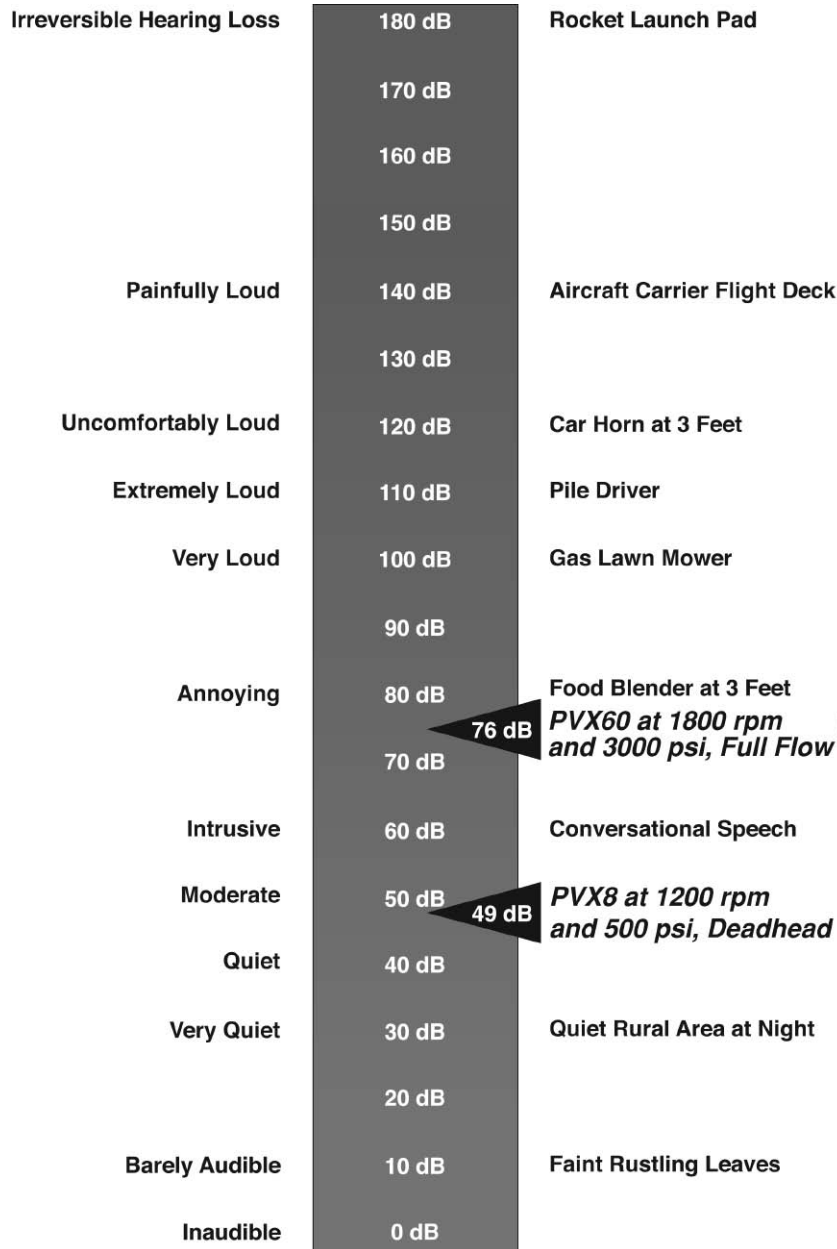 Irreversible Hearing Loss 180 dB Rocket Launch Pad
170 dB
160 dB
150 dB
Painfully Loud 140 dB Aircraft Carrier Flight Deck
130 dB
Uncomfortably Loud 120 dB Car Horn at 3 Feet
Extremely Loud 110 dB Pile Driver
Very Loud 100 dB Gas Lawn Mower
90 dB
Annoying 80 dB Food Blender at 3 Feet
76 dB PVX60 at 1800 rpm
and 3000 psi, Full Flow
70 dB
Intrusive 60 dB Conversational Speech
Moderate 50 dB PVX8 at 1200 rpm
49 dB and 500 psi, Deadhead
Quiet 40 dB
Very Quiet 30 dB Quiet Rural Area at Night
20 dB
Barely Audible 10 dB Faint Rustling Leaves
Inaudible 0 dB